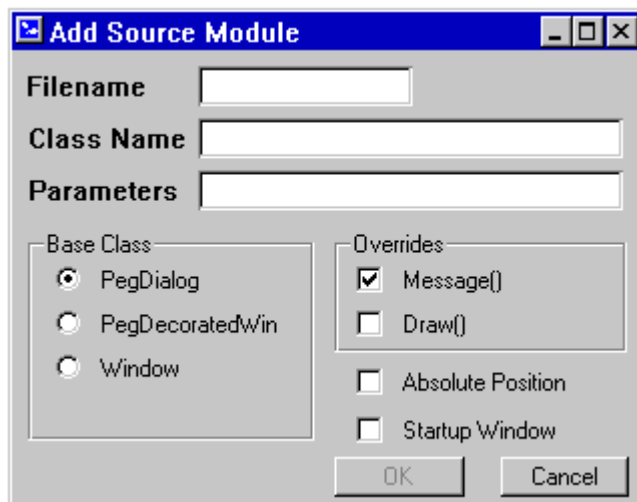 Add Source Module
Filename
Class Name
Parameters
Base Class
PegDialog
PegDecoratedWin
Window
Overrides
Message()
Draw()
Absolute Position
Startup Window
OK
Cancel